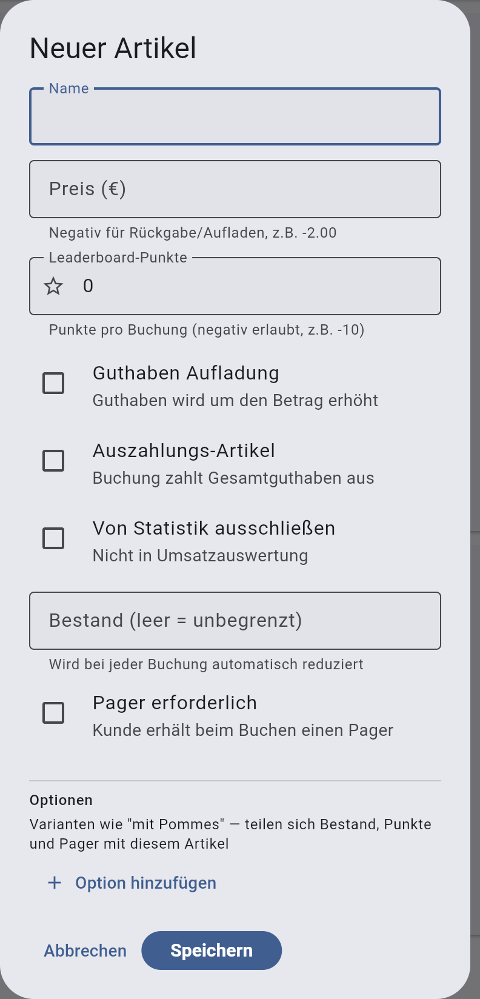 Neuer Artikel
Name
Preis (€)
Negativ für Rückgabe/Aufladen, z.B. -2.00
Leaderboard-Punkte
0
Punkte pro Buchung (negativ erlaubt, z.B. -10)
Guthaben Aufladung
Guthaben wird um den Betrag erhöht
Auszahlungs-Artikel
Buchung zahlt Gesamtguthaben aus
Von Statistik ausschließen
Nicht in Umsatzauswertung
Bestand (leer = unbegrenzt)
Wird bei jeder Buchung automatisch reduziert
Pager erforderlich
Kunde erhält beim Buchen einen Pager
Optionen
Varianten wie "mit Pommes" — teilen sich Bestand, Punkte
und Pager mit diesem Artikel
Option hinzufügen
Abbrechen Speichern